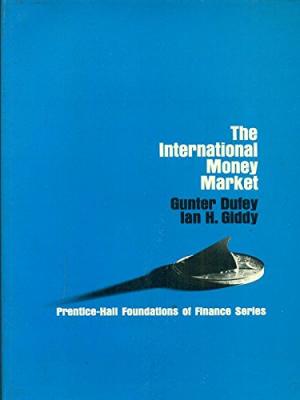 The
International
Money
Market
Gunter Dufey
Ian H. Giddy
Prentice-Hall Foundations of Finance Series